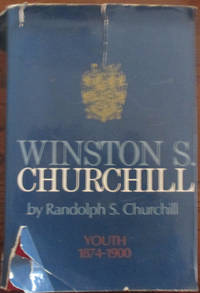 WINSTON S.
CHURCHILL
by Randolph S. Churchill
YOUTH
1874-1900